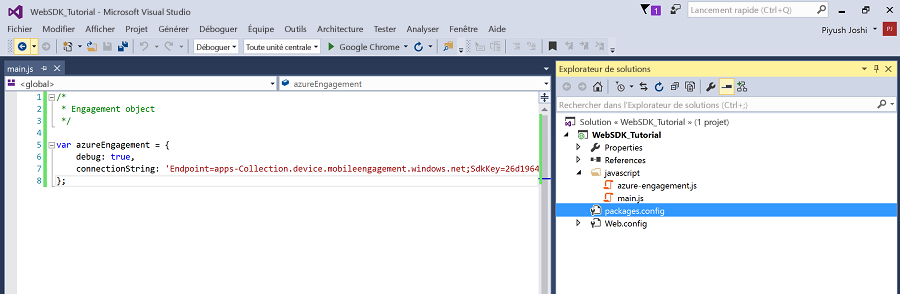 WebSDK_Tutorial - Microsoft Visual Studio
1
Lancement rapide (Ctrl+Q)
Fichier Modifier Afficher Projet Générer Déboguer Équipe Outils Architecture Tester Analyser Fenêtre Aide
Piyush Joshi
PJ
Déboguer Toute unité centrale Google Chrome
main.js
<global> azureEngagement
1 /*
2 * Engagement object
3 */
4
5 var azureEngagement = {
6 debug: true,
7 connectionString: 'Endpoint=apps-Collection.device.mobileengagement.windows.net;SdkKey=26d1964
8 };
Explorateur de solutions
Rechercher dans l'Explorateur de solutions (Ctrl+;)
Solution « WebSDK_Tutorial » (1 projet)
WebSDK_Tutorial
Properties
References
javascript
azure-engagement.js
main.js
packages.config
Web.config